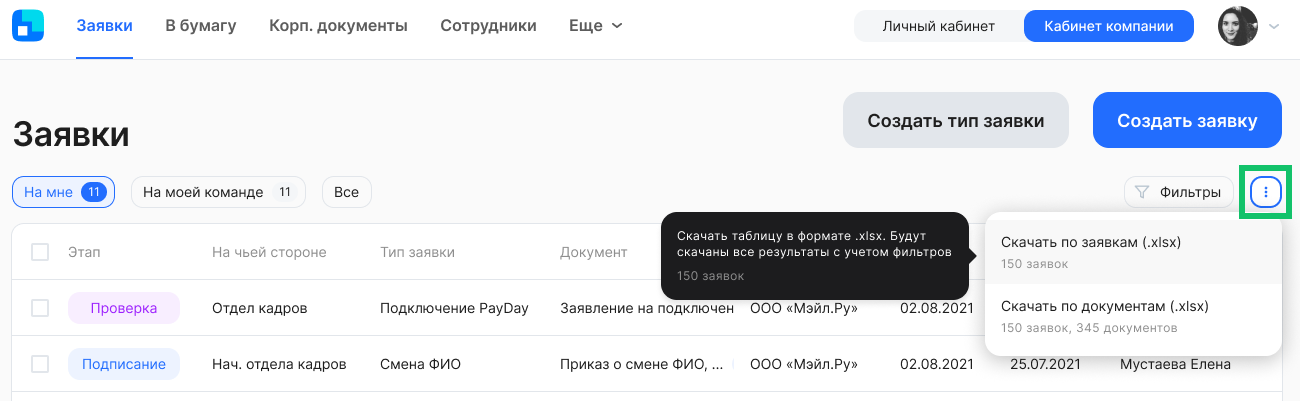 Заявки
В бумагу
Корп. документы
Сотрудники
Еще
Личный кабинет
Кабинет компании
Заявки
Создать тип заявки
Создать заявку
На мне 11
На моей команде 11
Все
Фильтры
Этап
На чьей стороне
Тип заявки
Документ
Скачать таблицу в формате .xlsx. Будут
скачаны все результаты с учетом фильтров
150 заявок
Скачать по заявкам (.xlsx)
150 заявок
Скачать по документам (.xlsx)
150 заявок, 345 документов
Проверка
Отдел кадров
Подключение PayDay
Заявление на подключен
ООО «Мэйл.Ру»
02.08.2021
Подписание
Нач. отдела кадров
Смена ФИО
Приказ о смене ФИО, ...
ООО «Мэйл.Ру»
02.08.2021
25.07.2021
Мустаева Елена